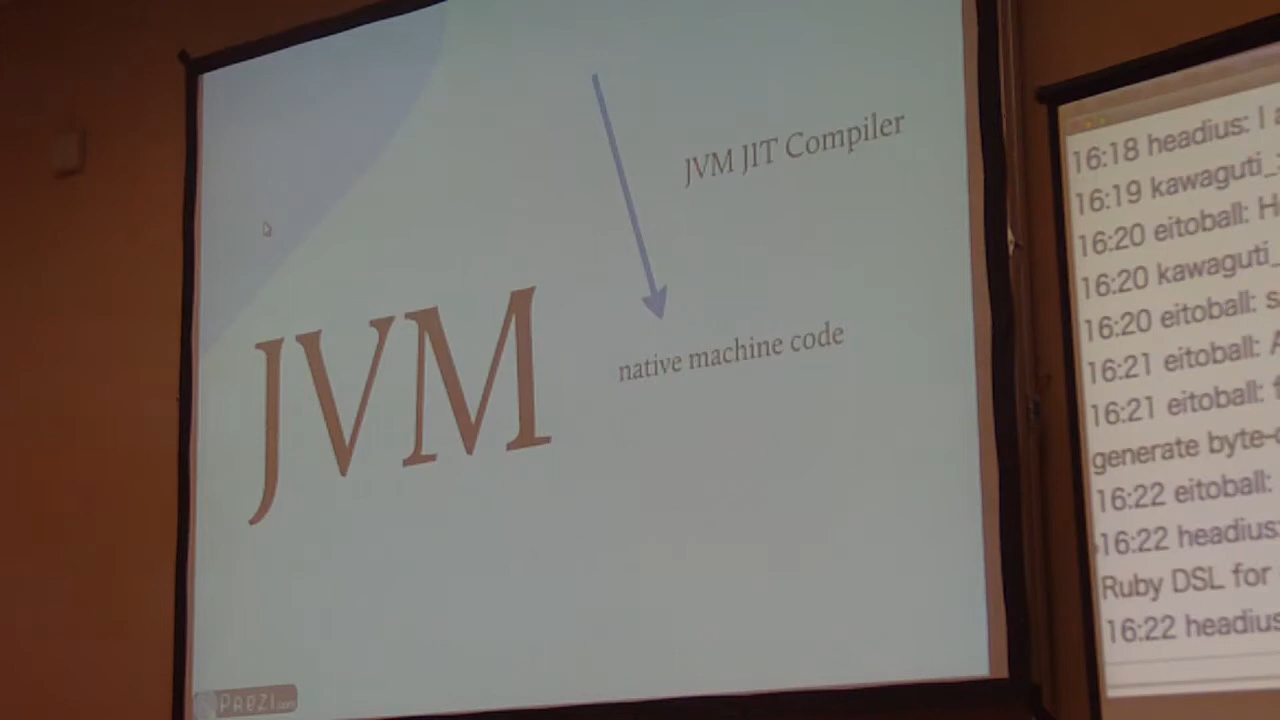 JVM JIT Compiler
JVM
native machine code
Prezi.com
16:18 headius: I
16:19 kawaguti_
16:20 eitoball: H
16:20 kawaguti_
16:20 eitoball: s
16:21 eitoball: A
16:21 eitoball:
generate byte-
16:22 eitoball:
16:22 headius:
Ruby DSL for
16:22 headius